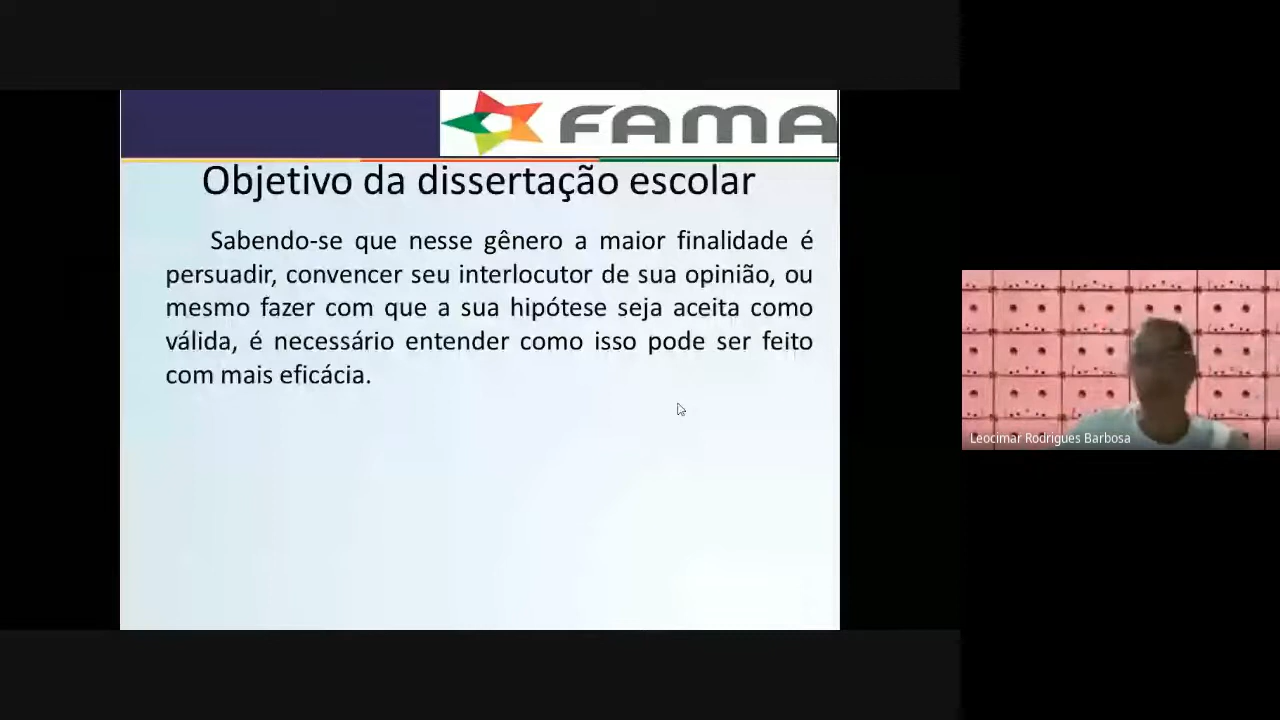 FAMA
Objetivo da dissertação escolar
Sabendo-se que nesse gênero a maior finalidade é
persuadir, convencer seu interlocutor de sua opinião, ou
mesmo fazer com que a sua hipótese seja aceita como
válida, é necessário entender como isso pode ser feito
com mais eficácia.
Leocimar Rodrigues Barbosa